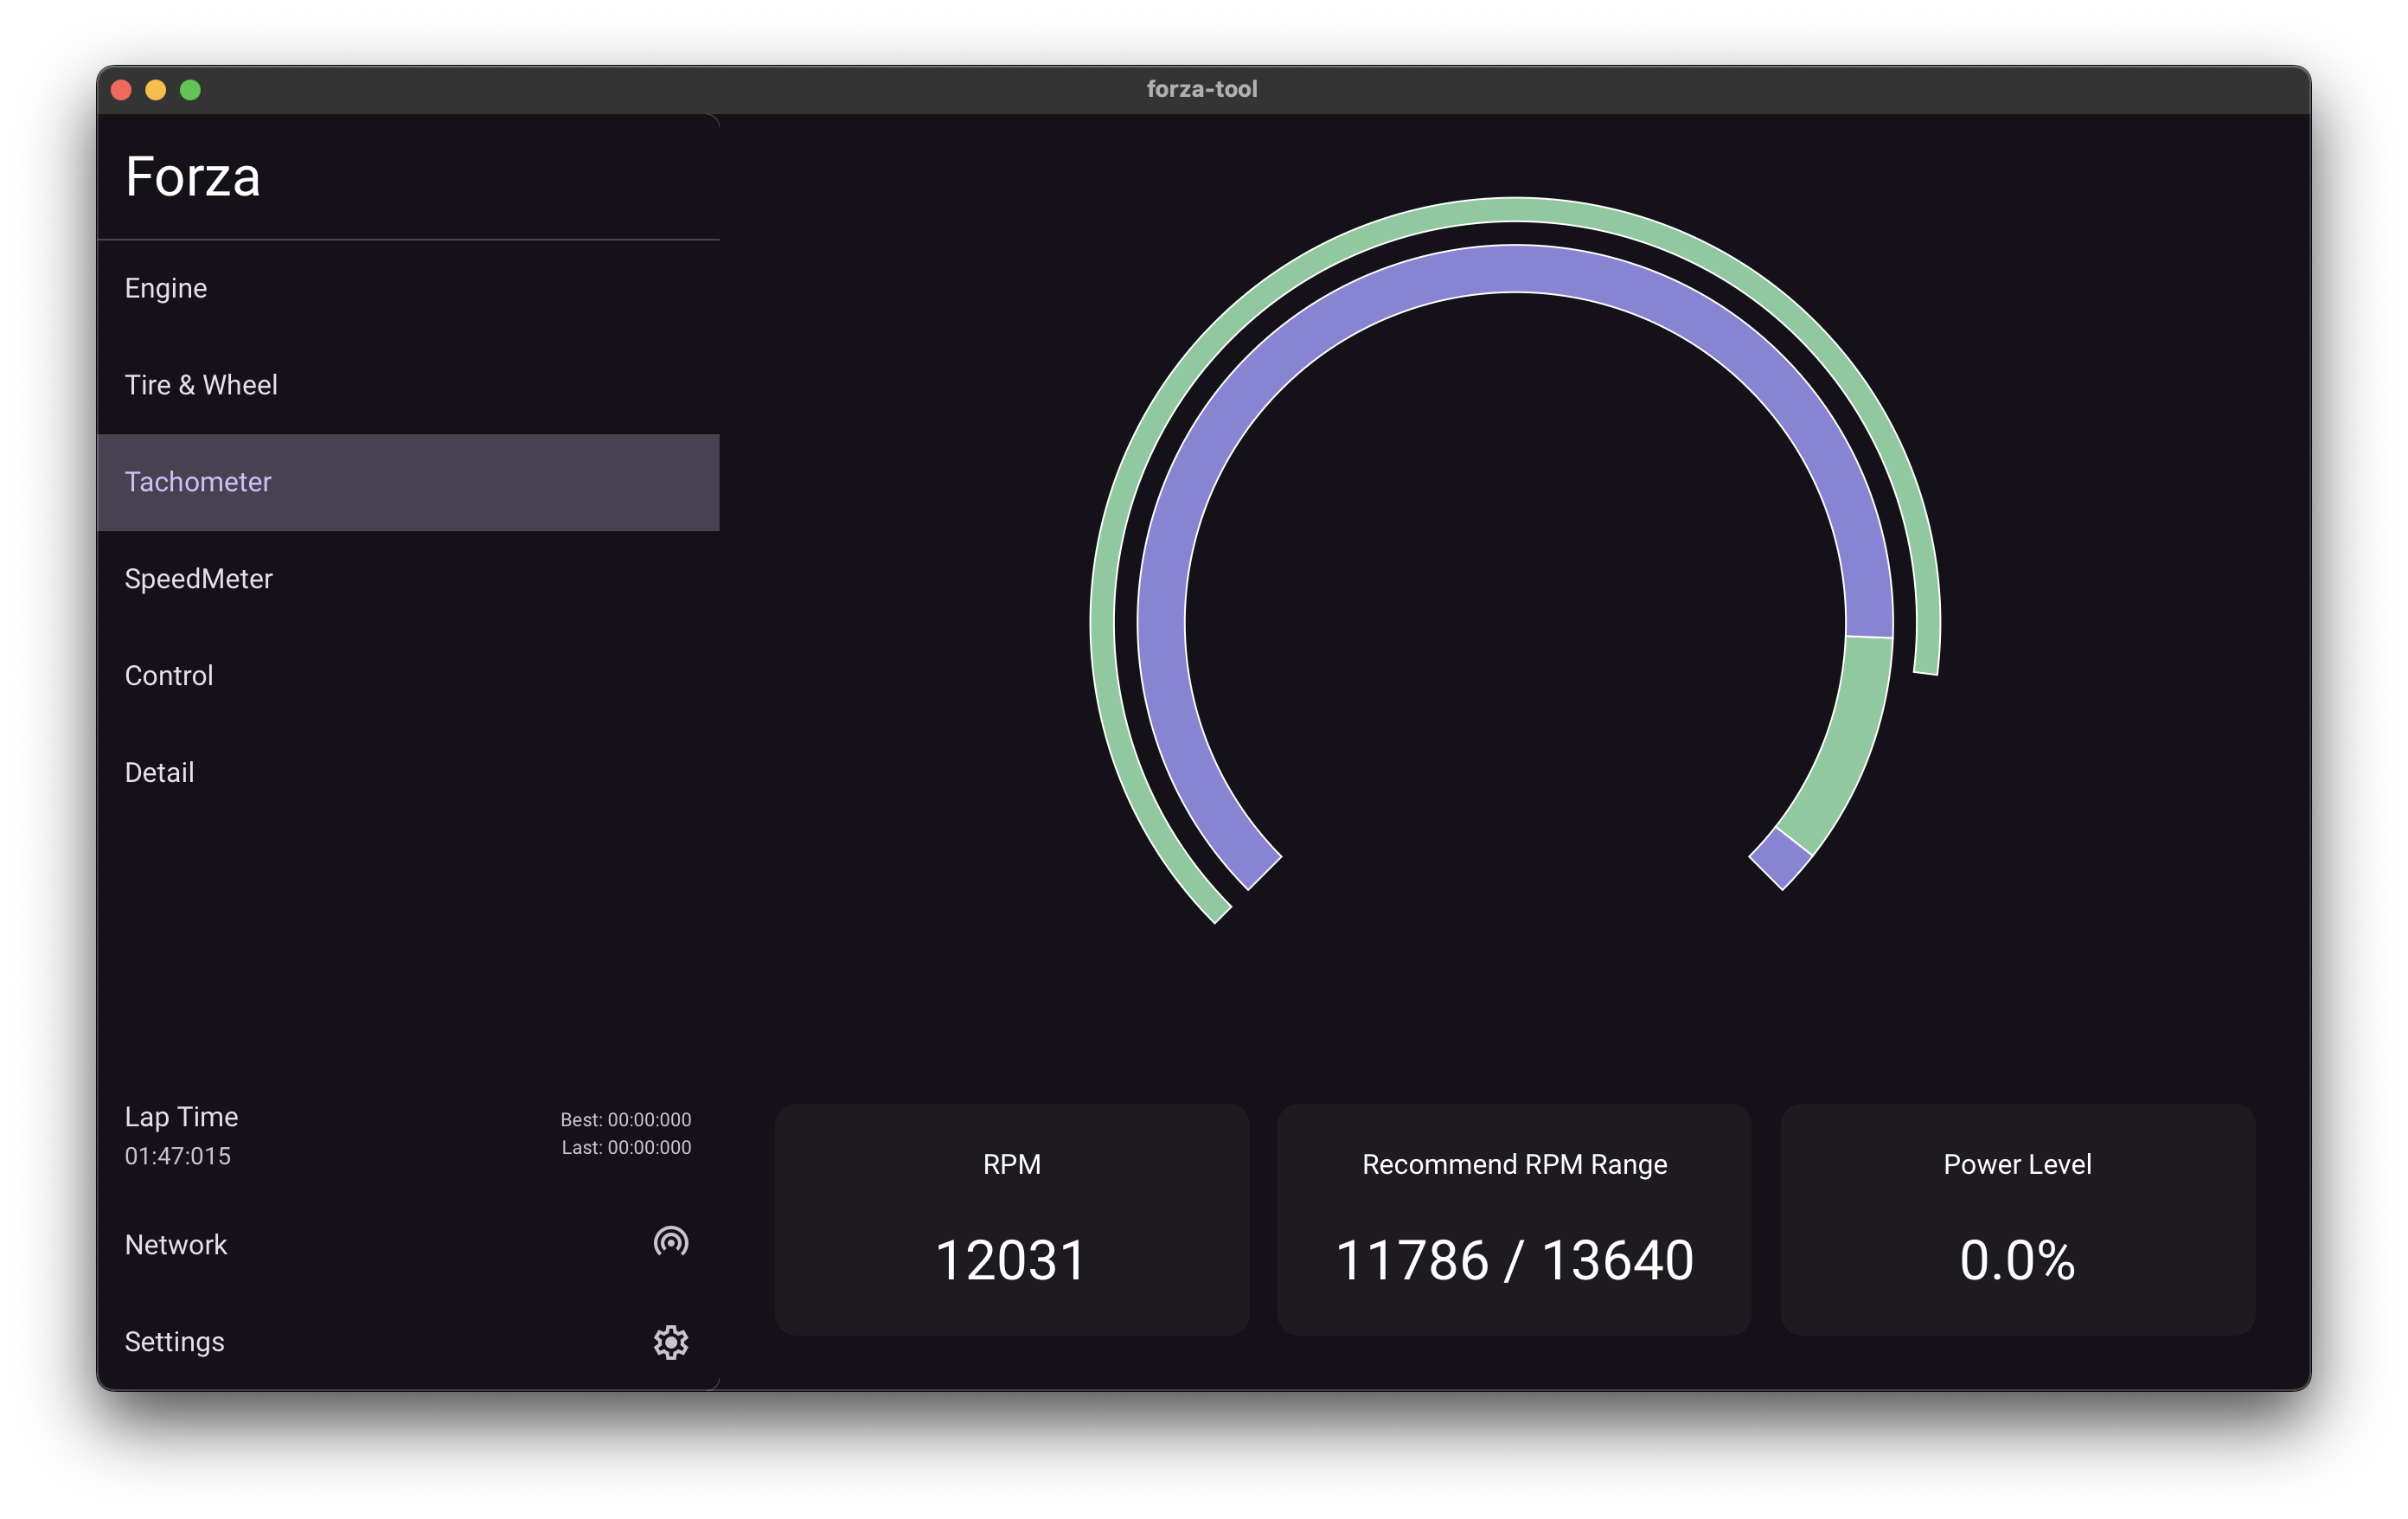 forza-tool
Forza
Engine
Tire & Wheel
Tachometer
SpeedMeter
Control
Detail
Lap Time
01:47:015
Best: 00:00:000
Last: 00:00:000
Network
Settings
RPM
12031
Recommend RPM Range
11786 / 13640
Power Level
0.0%